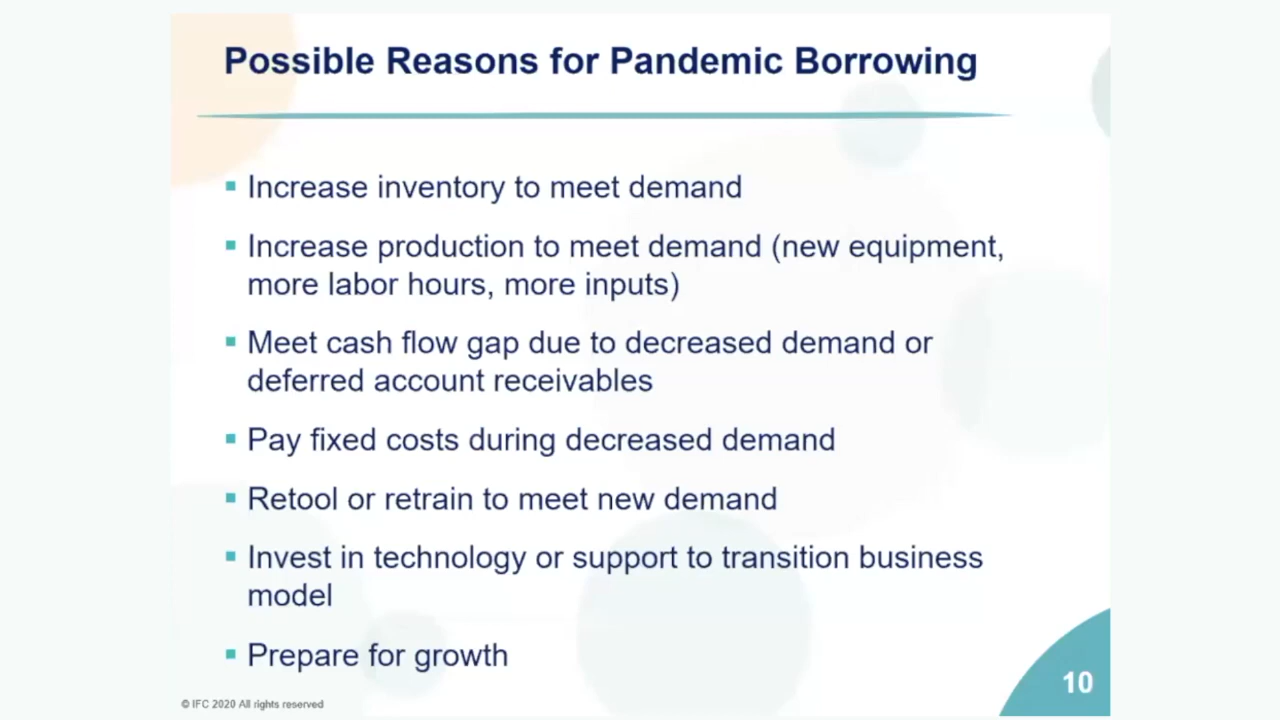 Possible Reasons for Pandemic Borrowing
▪ Increase inventory to meet demand
▪ Increase production to meet demand (new equipment,
more labor hours, more inputs)
▪ Meet cash flow gap due to decreased demand or
deferred account receivables
▪ Pay fixed costs during decreased demand
▪ Retool or retrain to meet new demand
▪ Invest in technology or support to transition business
model
▪ Prepare for growth
© IFC 2020 All rights reserved
10